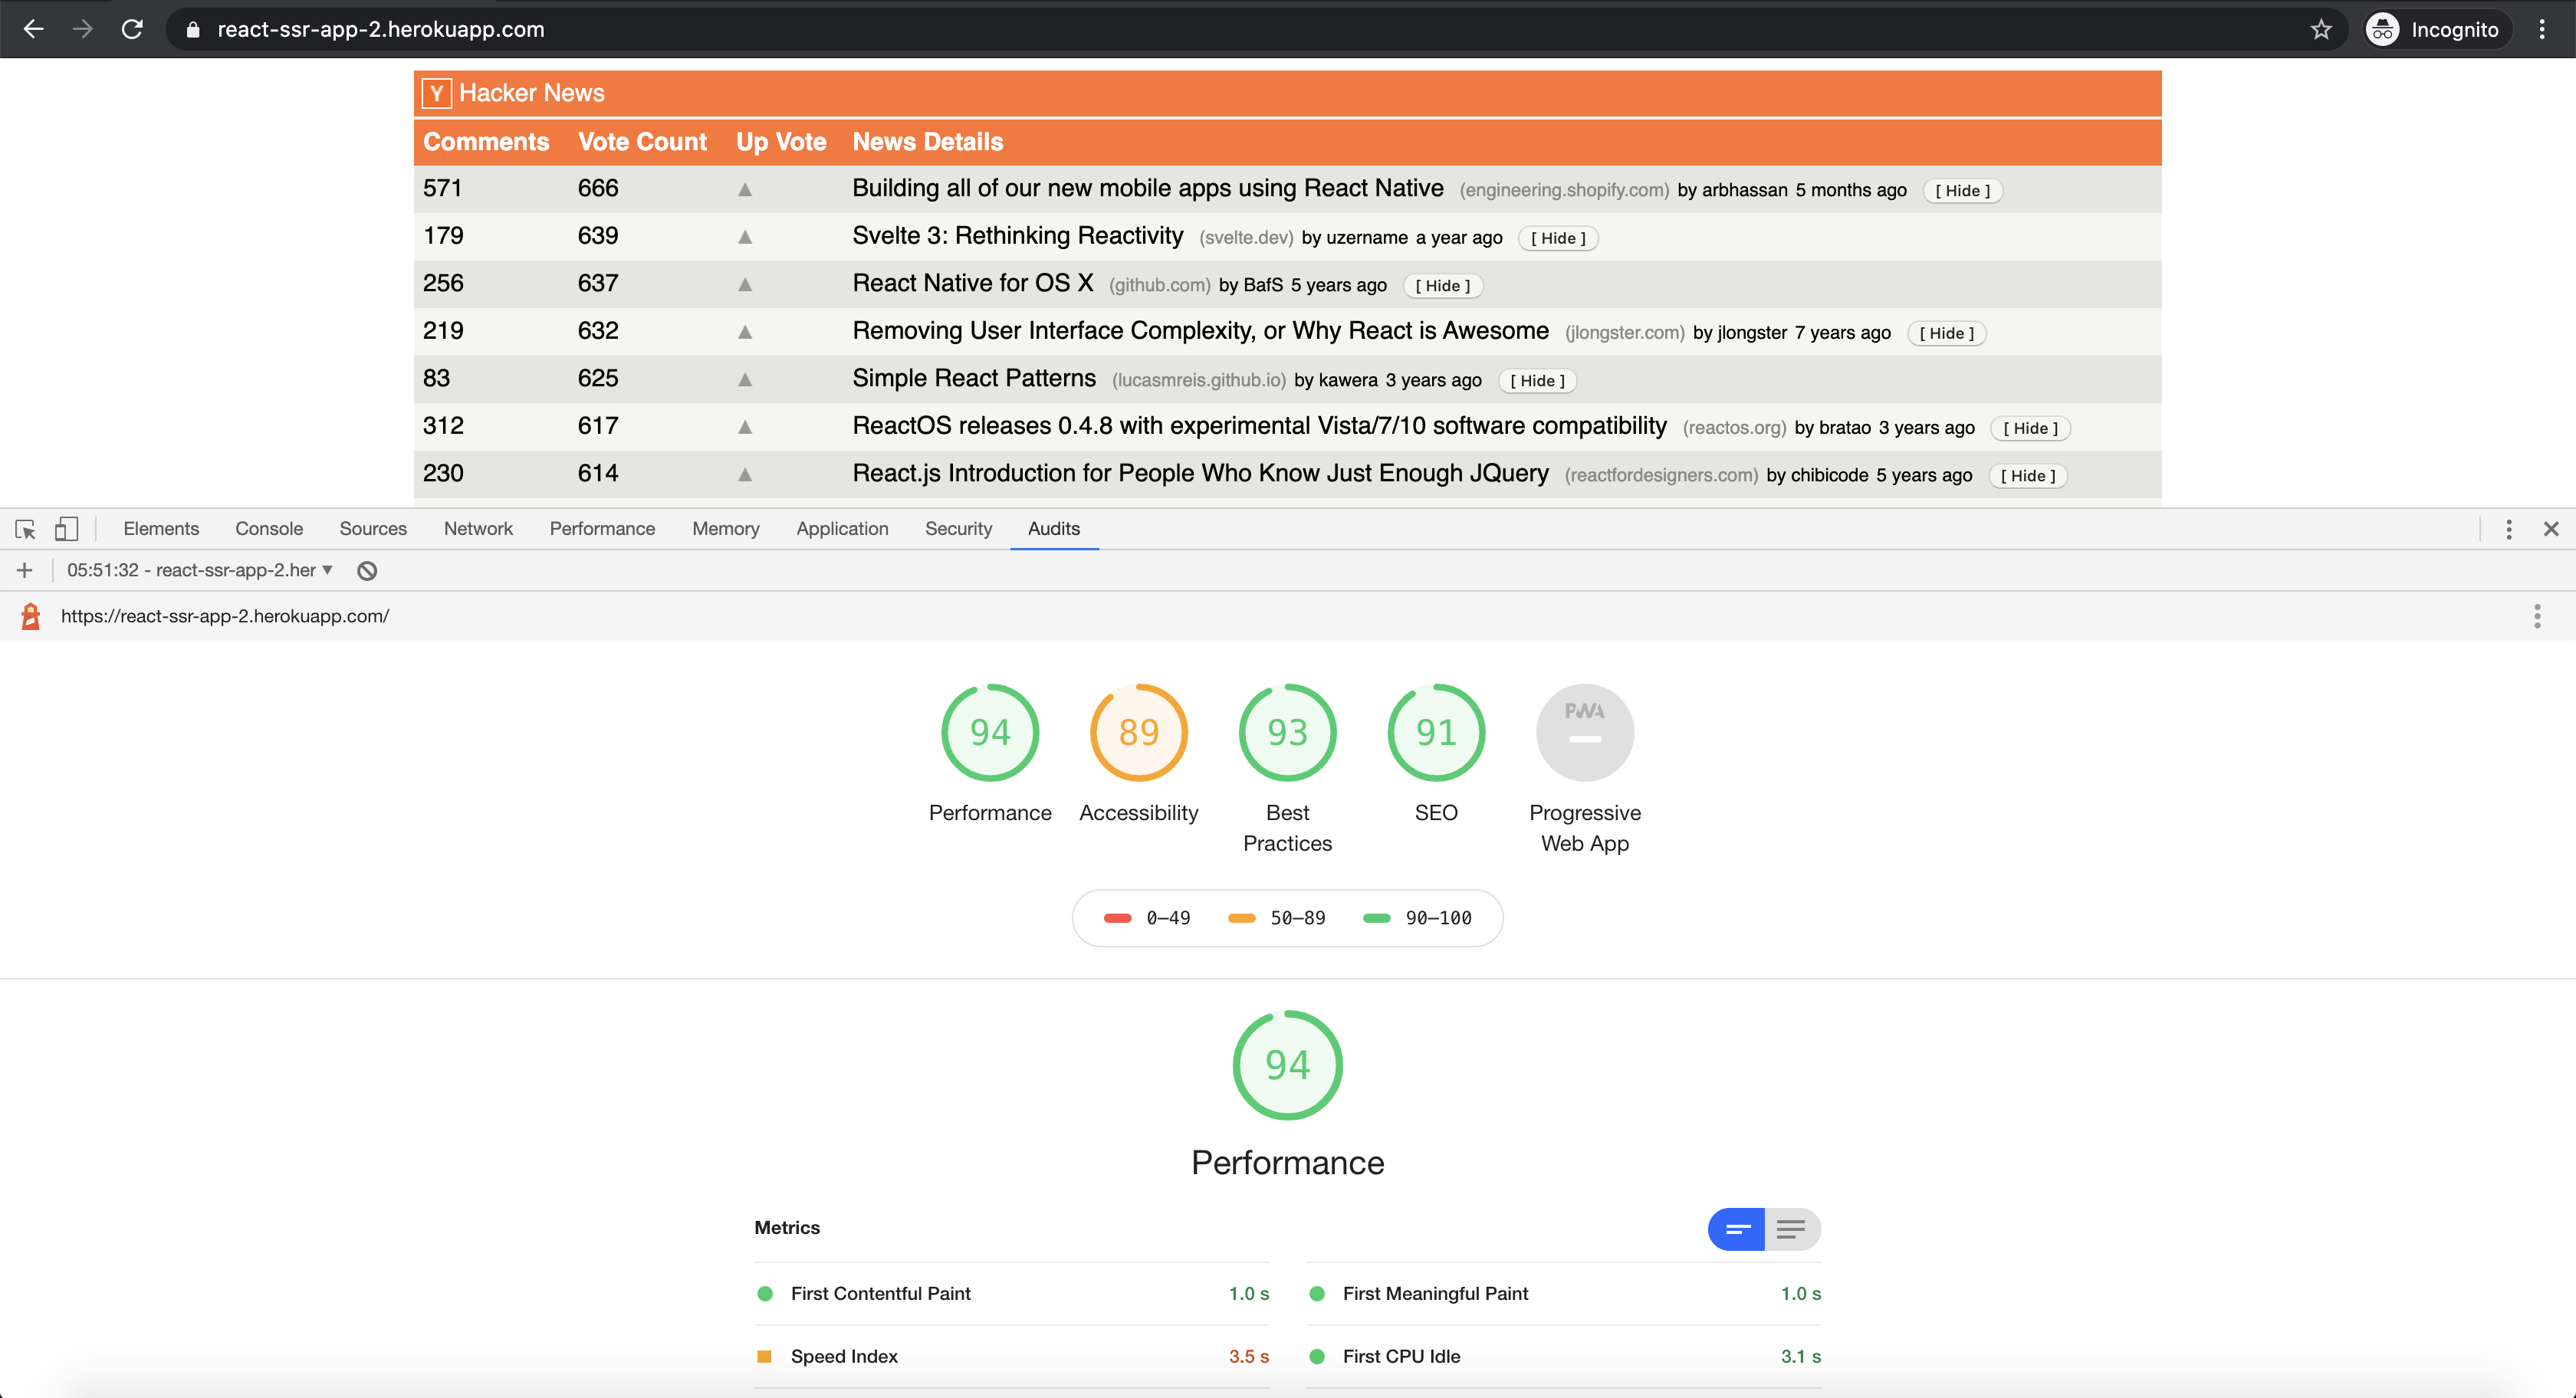 react-ssr-app-2.herokuapp.com Incognito
Y Hacker News
Comments Vote Count Up Vote News Details
571 666 ▲ Building all of our new mobile apps using React Native (engineering.shopify.com) by arbhassan 5 months ago [ Hide ]
179 639 ▲ Svelte 3: Rethinking Reactivity (svelte.dev) by uzername a year ago [ Hide ]
256 637 ▲ React Native for OS X (github.com) by BafS 5 years ago [ Hide ]
219 632 ▲ Removing User Interface Complexity, or Why React is Awesome (jlongster.com) by jlongster 7 years ago [ Hide ]
83 625 ▲ Simple React Patterns (lucasmreis.github.io) by kawera 3 years ago [ Hide ]
312 617 ▲ ReactOS releases 0.4.8 with experimental Vista/7/10 software compatibility (reactos.org) by bratao 3 years ago [ Hide ]
230 614 ▲ React.js Introduction for People Who Know Just Enough JQuery (reactfordesigners.com) by chibicode 5 years ago [ Hide ]
Elements Console Sources Network Performance Memory Application Security Audits
05:51:32 - react-ssr-app-2.her ▼
https://react-ssr-app-2.herokuapp.com/
94 89 93 91 PWA
Performance Accessibility Best Practices SEO Progressive Web App
0–49 50–89 90–100
94
Performance
Metrics
First Contentful Paint 1.0 s First Meaningful Paint 1.0 s
Speed Index 3.5 s First CPU Idle 3.1 s